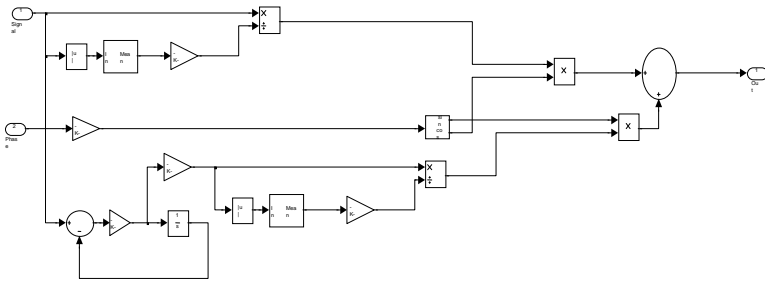 1
Sign
al
X
÷
|u
|
I
n
Mea
n
-
K-
X
+
1
Ou
t
2
Phas
e
-
K-
si
n
co
s
X
+
-
K-
X
÷
|u
|
I
n
Mea
n
-
K-
+
-
-
K-
1
s